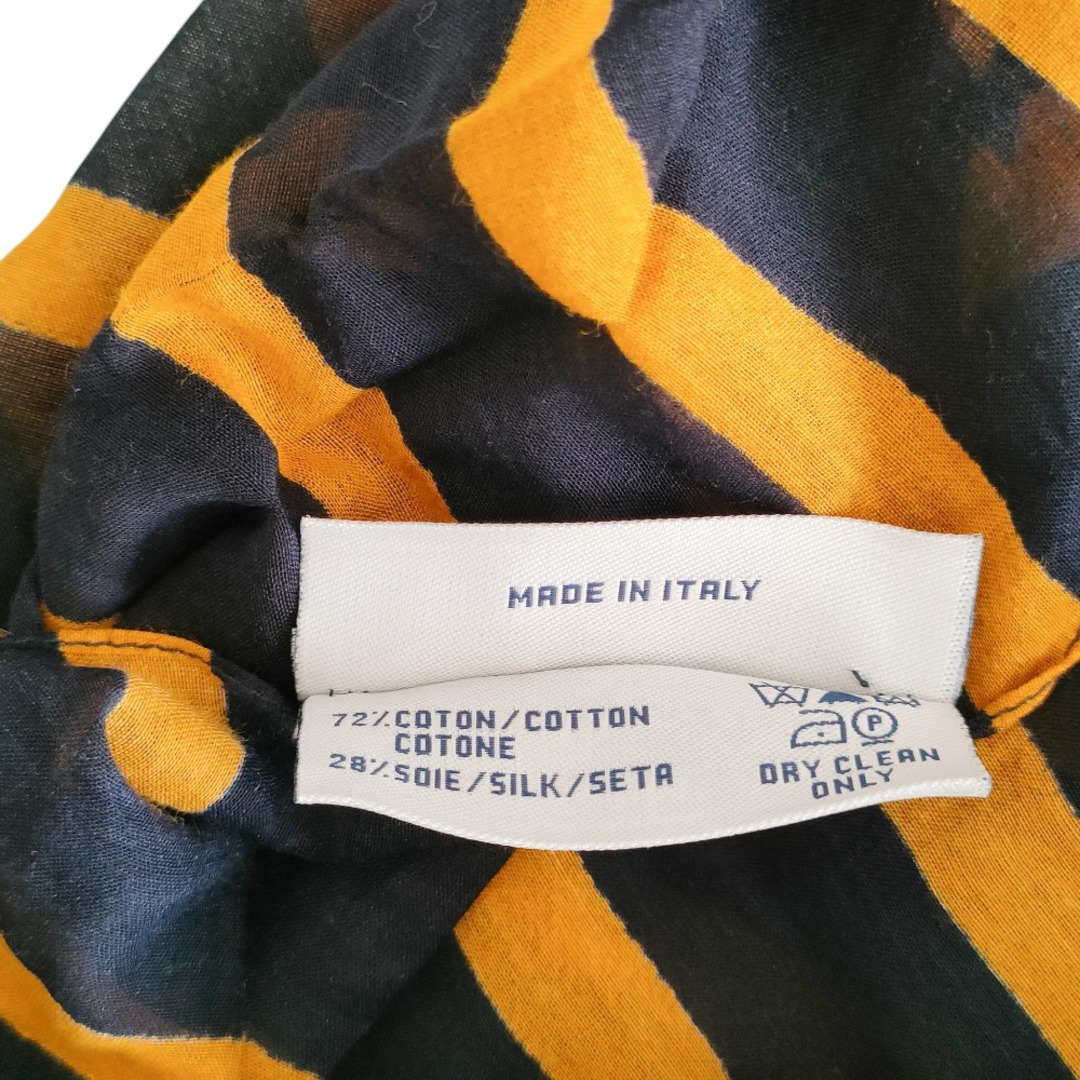 MADE IN ITALY
72%COTON/COTTON
COTONE
28%SOIE/SILK/SETA
P
DRY CLEAN
ONLY